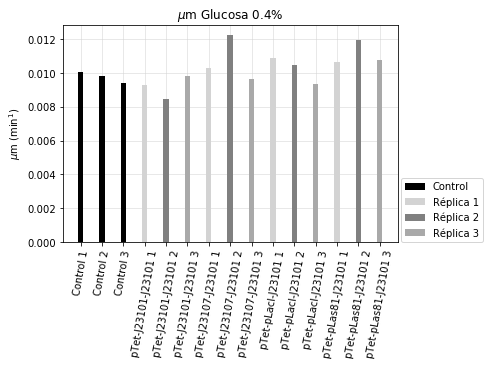 μm Glucosa 0.4%
μm (min¹)
0.012
0.010
0.008
0.006
0.004
0.002
0.000
Control 1
Control 2
Control 3
pTet-J23101-J23101 1
pTet-J23101-J23101 2
pTet-J23101-J23101 3
pTet-J23107-J23101 1
pTet-J23107-J23101 2
pTet-J23107-J23101 3
pTet-pLacI-J23101 1
pTet-pLacI-J23101 2
pTet-pLacI-J23101 3
pTet-pLas81-J23101 1
pTet-pLas81-J23101 2
pTet-pLas81-J23101 3
Control
Réplica 1
Réplica 2
Réplica 3